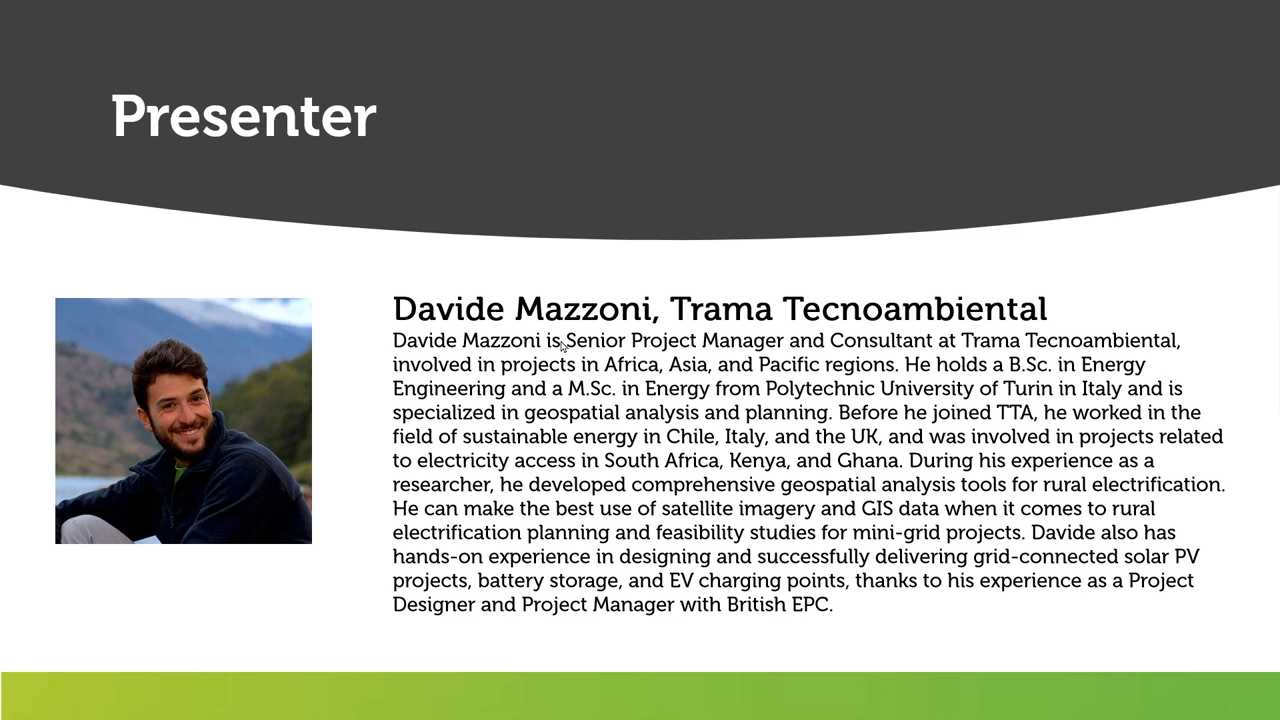 Presenter
Davide Mazzoni, Trama Tecnoambiental
Davide Mazzoni is Senior Project Manager and Consultant at Trama Tecnoambiental,
involved in projects in Africa, Asia, and Pacific regions. He holds a B.Sc. in Energy
Engineering and a M.Sc. in Energy from Polytechnic University of Turin in Italy and is
specialized in geospatial analysis and planning. Before he joined TTA, he worked in the
field of sustainable energy in Chile, Italy, and the UK, and was involved in projects related
to electricity access in South Africa, Kenya, and Ghana. During his experience as a
researcher, he developed comprehensive geospatial analysis tools for rural electrification.
He can make the best use of satellite imagery and GIS data when it comes to rural
electrification planning and feasibility studies for mini-grid projects. Davide also has
hands-on experience in designing and successfully delivering grid-connected solar PV
projects, battery storage, and EV charging points, thanks to his experience as a Project
Designer and Project Manager with British EPC.